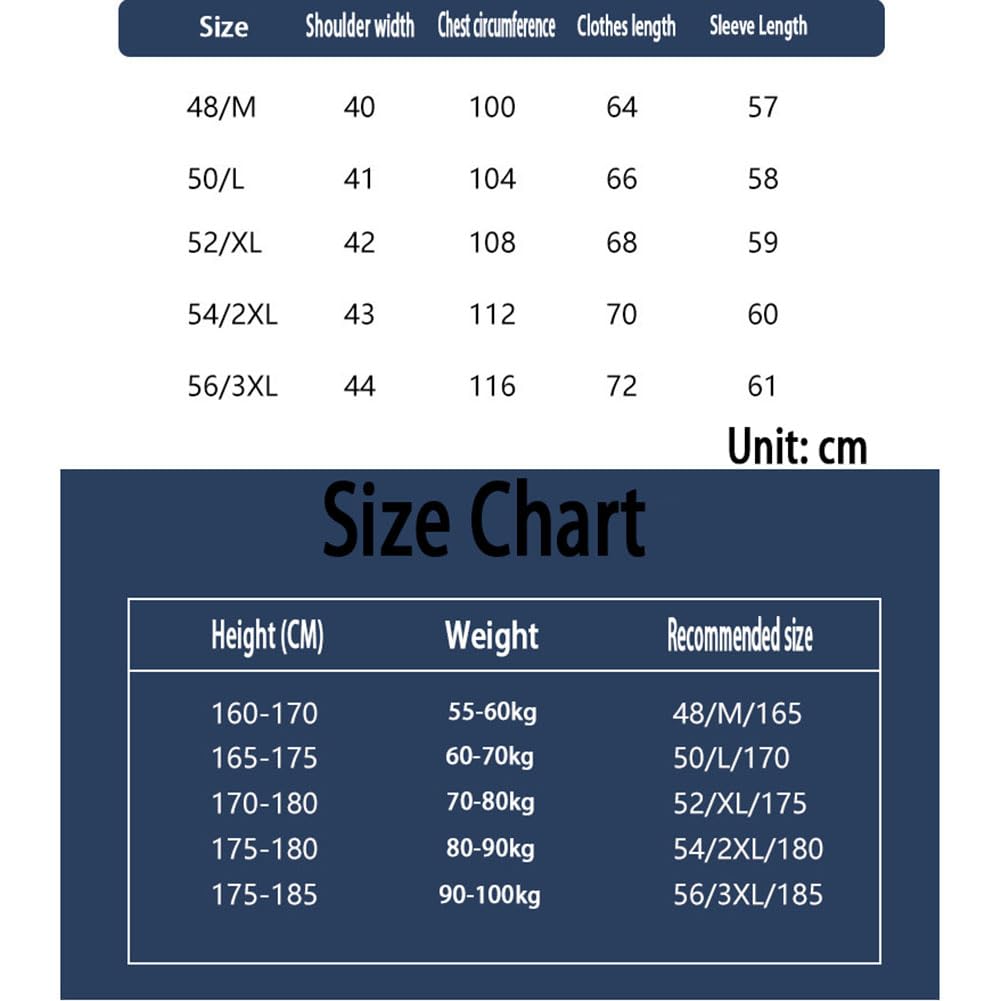 Size Shoulder width Chest circumference Clothes length Sleeve Length
48/M 40 100 64 57
50/L 41 104 66 58
52/XL 42 108 68 59
54/2XL 43 112 70 60
56/3XL 44 116 72 61
Unit: cm
Size Chart
Height (CM) Weight Recommended size
160-170 55-60kg 48/M/165
165-175 60-70kg 50/L/170
170-180 70-80kg 52/XL/175
175-180 80-90kg 54/2XL/180
175-185 90-100kg 56/3XL/185